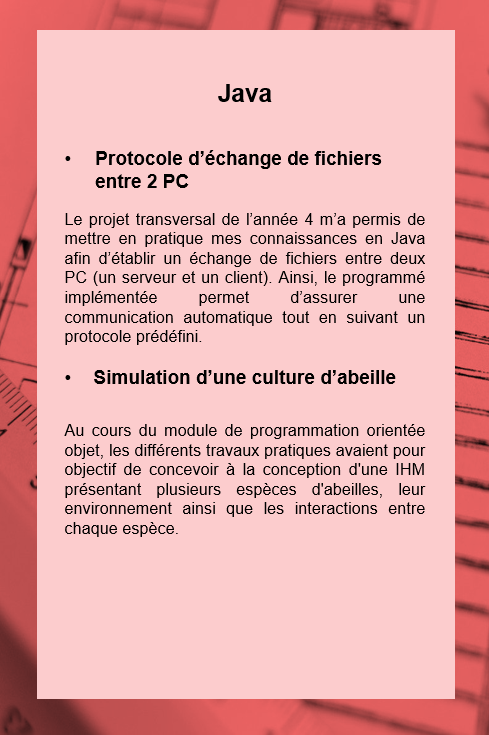 Java
• Protocole d’échange de fichiers
entre 2 PC
Le projet transversal de l’année 4 m’a permis de
mettre en pratique mes connaissances en Java
afin d’établir un échange de fichiers entre deux
PC (un serveur et un client). Ainsi, le programmé
implémentée permet d’assurer une
communication automatique tout en suivant un
protocole prédéfini.
• Simulation d’une culture d’abeille
Au cours du module de programmation orientée
objet, les différents travaux pratiques avaient pour
objectif de concevoir à la conception d'une IHM
présentant plusieurs espèces d'abeilles, leur
environnement ainsi que les interactions entre
chaque espèce.